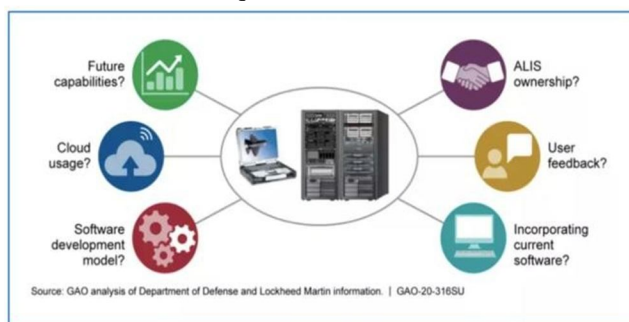 Future
capabilities?
ALIS
ownership?
Cloud
usage?
User
feedback?
Software
development
model?
Incorporating
current
software?
Source: GAO analysis of Department of Defense and Lockheed Martin information. | GAO-20-316SU